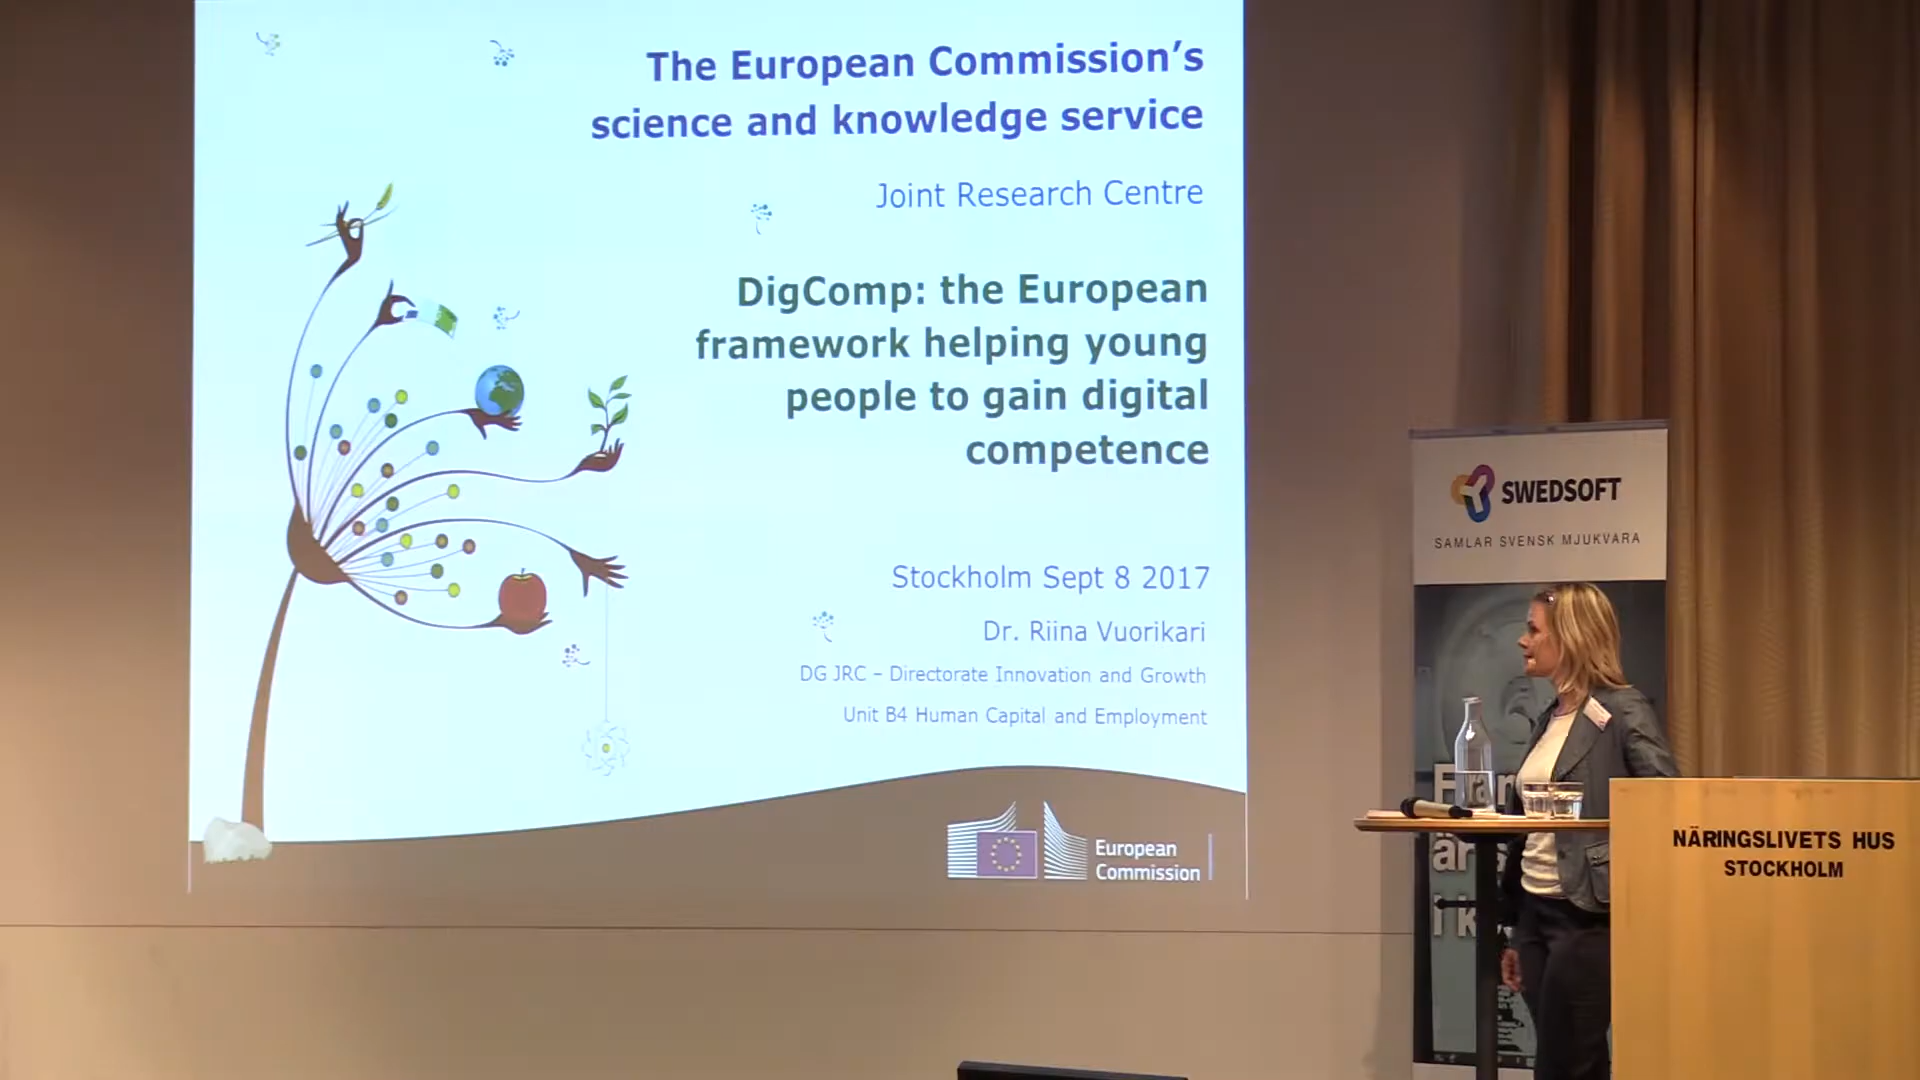 The European Commission's
science and knowledge service
Joint Research Centre
DigComp: the European
framework helping young
people to gain digital
competence
Stockholm Sept 8 2017
Dr. Riina Vuorikari
DG JRC – Directorate Innovation and Growth
Unit B4 Human Capital and Employment
European
Commission
SWEDSOFT
SAMLAR SVENSK MJUKVARA
NÄRINGSLIVETS HUS
STOCKHOLM